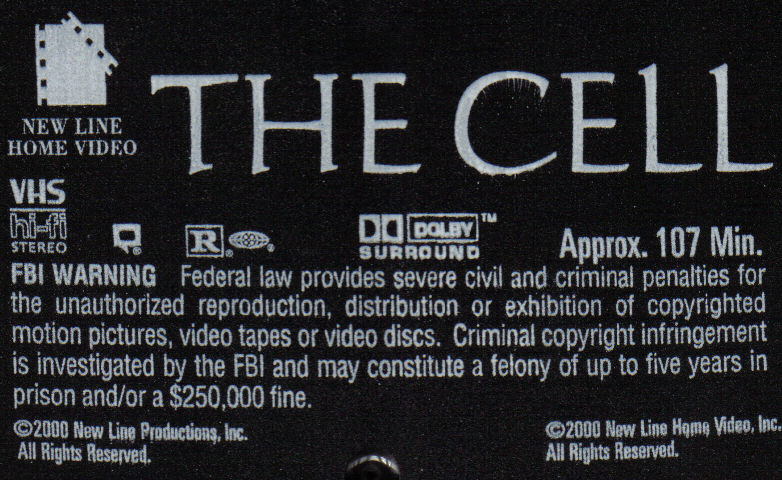 THE CELL
NEW LINE
HOME VIDEO
VHS
hi-fi
STEREO
R
DOLBY™
SURROUND
Approx. 107 Min.
FBI WARNING Federal law provides severe civil and criminal penalties for
the unauthorized reproduction, distribution or exhibition of copyrighted
motion pictures, video tapes or video discs. Criminal copyright infringement
is investigated by the FBI and may constitute a felony of up to five years in
prison and/or a $250,000 fine.
©2000 New Line Productions, Inc.
All Rights Reserved.
©2000 New Line Home Video, Inc.
All Rights Reserved.